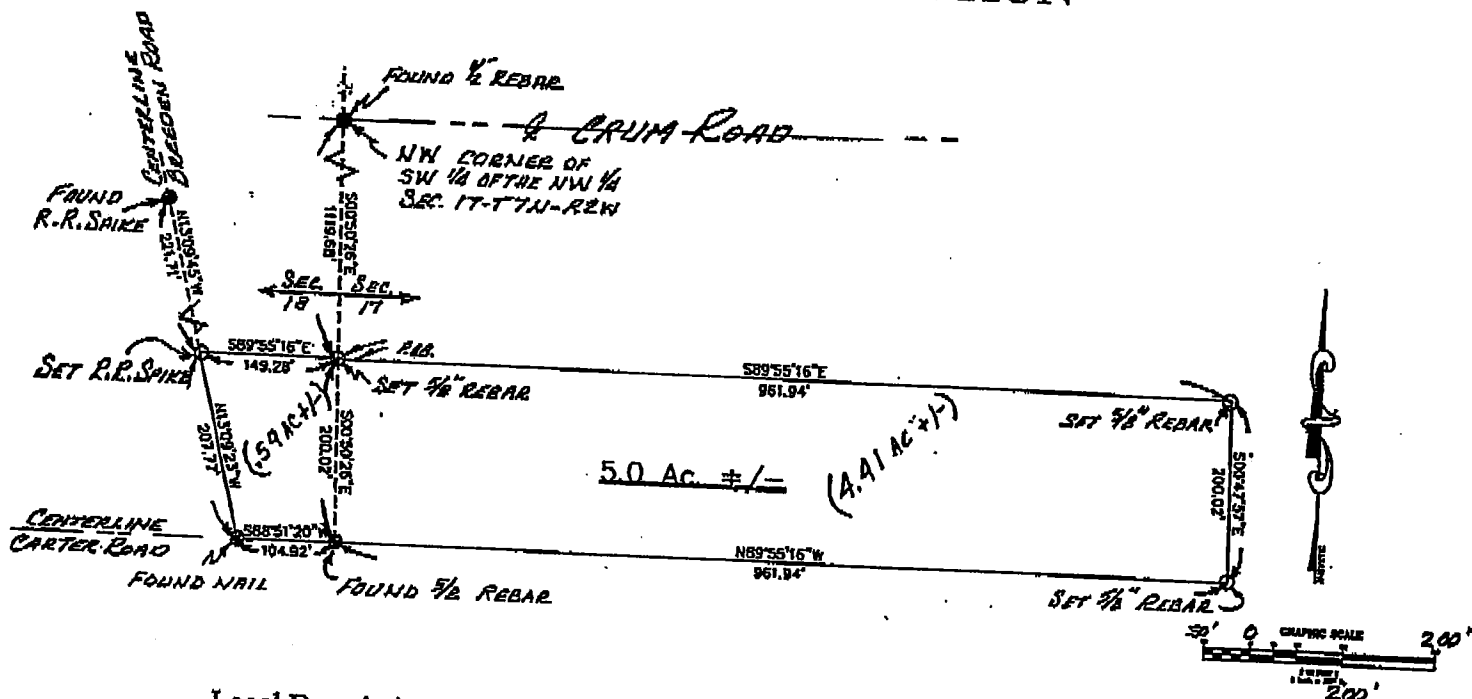 CENTERLINE
BREEDEN ROAD
FOUND 1/2" REBAR
℄ CRUM ROAD
NW CORNER OF
SW 1/4 OF THE NW 1/4
SEC. 17-T7N-R2W
FOUND
R.R. SPIKE
N13°09'45"W
221.71'
S00°50'26"E
1119.68'
SEC. 18
SEC. 17
SET R.R. SPIKE
S89°55'16"E
149.28'
P.O.B.
SET 5/8" REBAR
S89°55'16"E
961.94'
SET 5/8" REBAR
N13°09'23"W
207.77'
(.59 AC +/-)
S00°50'26"E
200.02'
5.0 Ac. +/-
(4.41 AC +/-)
S00°47'57"E
200.02'
CENTERLINE
CARTER ROAD
S88°51'20"W
104.92'
FOUND NAIL
FOUND 5/8 REBAR
N89°55'16"W
961.94'
SET 5/8" REBAR
50' 0 GRAPHIC SCALE 200'
200'